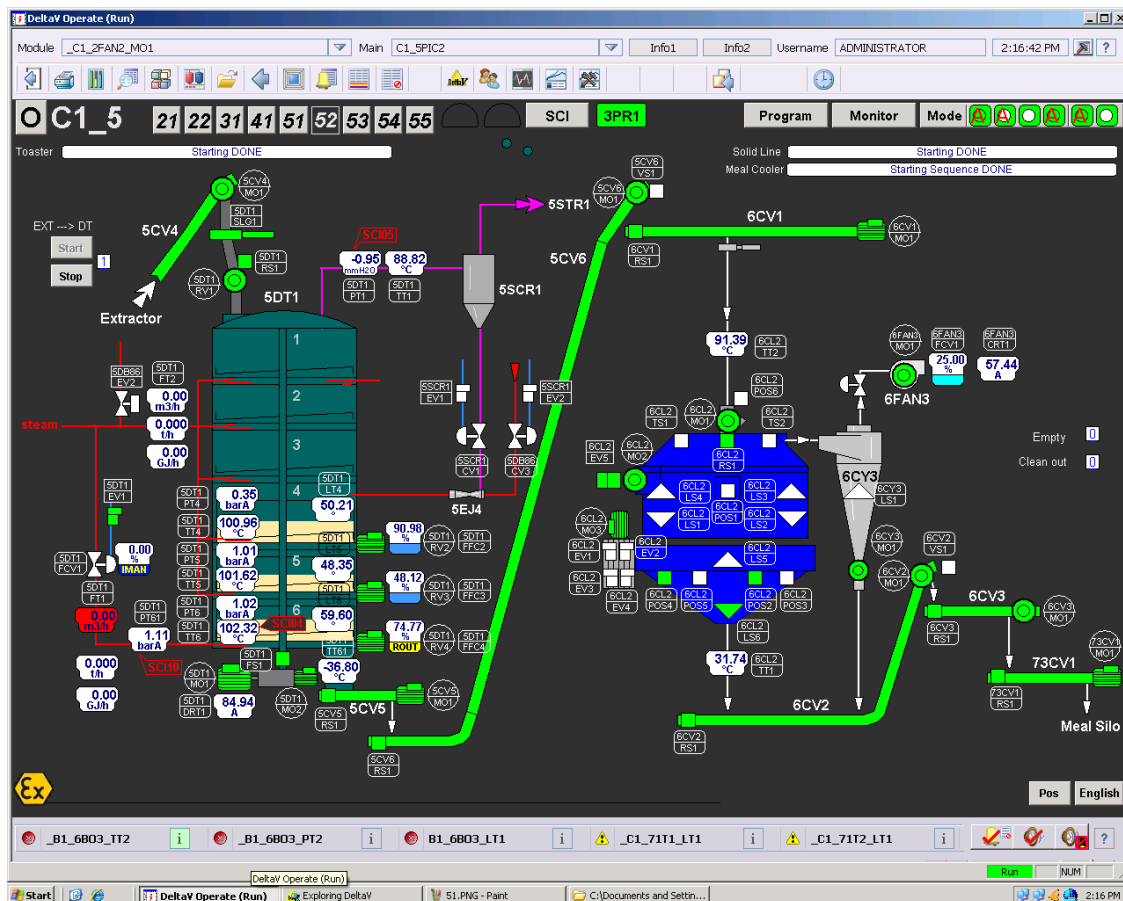 DeltaV Operate (Run)
Module _C1_2FAN2_MO1 Main C1_5PIC2 Info1 Info2 Username ADMINISTRATOR 2:16:42 PM ?
DeltaV
O C1_5 21 22 31 41 51 52 53 54 55 SCI 3PR1 Program Monitor Mode A A A A
Toaster Starting DONE
Solid Line Starting DONE
Meal Cooler Starting Sequence DONE
EXT ---> DT
Start
Stop
1
5CV4
5CV4 MO1
5DT1 SLG1
5DT1 RS1
5DT1 RV1
Extractor
5DT1
SCI05
-0.95 mmH2O
88.82 °C
5DT1 PT1
5DT1 TT1
5STR1
5SCR1
5CV6
5CV6 MO1
5CV6 VS1
6CV1
6CV1 RS1
6CV1 MO1
steam
5DB86 EV2
5DT1 FT2
0.00 m3/h
0.000 t/h
0.00 GJ/h
1
2
3
4
5
6
5DT1 EV1
5DT1 FCV1
0.00 %
IMAN
5DT1 FT1
0.00 m3/h
5DT1 PT61
1.11 barA
SCI10
0.000 t/h
0.00 GJ/h
5DT1 PT4
0.35 barA
5DT1 TT4
100.96 °C
5DT1 PT5
1.01 barA
5DT1 TT5
101.62 °C
5DT1 PT6
1.02 barA
5DT1 TT6
102.32 °C
SCI04
5DT1 LT4
50.21 °
5DT1 LT5
48.35 °
5DT1 LT6
59.60 °
5DT1 TT61
-36.80 °C
90.98 %
5DT1 RV2
5DT1 FFC2
48.12 %
5DT1 RV3
5DT1 FFC3
74.77 %
ROUT
5DT1 RV4
5DT1 FFC4
5DT1 FS1
5DT1 MO1
5DT1 DRT1
84.94 A
5DT1 MO2
5CV5 RS1
5CV5
5CV5 MO1
5CV6 RS1
5SCR1 EV1
5SCR1 EV2
5SCR1 CV1
5DB86 CV3
5EJ4
91.39 °C
6CL2 TT2
6CL2 POS6
6CL2 TS1
6CL2 MO1
6CL2 TS2
6CL2 RS1
6CL2 EV5
6CL2 MO2
6CL2 LS4
6CL2 LS3
6CL2 POS1
6CL2 LS1
6CL2 LS2
6CL2 MO3
6CL2 EV1
6CL2 EV2
6CL2 EV3
6CL2 EV4
6CL2 LS5
6CL2 POS4
6CL2 POS5
6CL2 POS2
6CL2 POS3
6CL2 LS6
31.74 °C
6CL2 TT1
6FAN3 MO1
6FAN3 FCV1
6FAN3 CRT1
25.00 %
57.44 A
6FAN3
6CY3
6CY3 LS1
6CY3 MO1
Empty 0
Clean out 0
6CV2 MO1
6CV2 VS1
6CV3
6CV3 RS1
6CV3 MO1
73CV1
73CV1 RS1
73CV1 MO1
6CV2
6CV2 RS1
Meal Silo
Ex
Pos English
_B1_6BO3_TT2 i _B1_6BO3_PT2 i B1_6BO3_LT1 i _C1_71T1_LT1 i _C1_71T2_LT1 i ?
DeltaV Operate (Run)
Run NUM
Start DeltaV Operate (Run) Exploring DeltaV 51.PNG - Paint C:\Documents and Settin... 2:16 PM